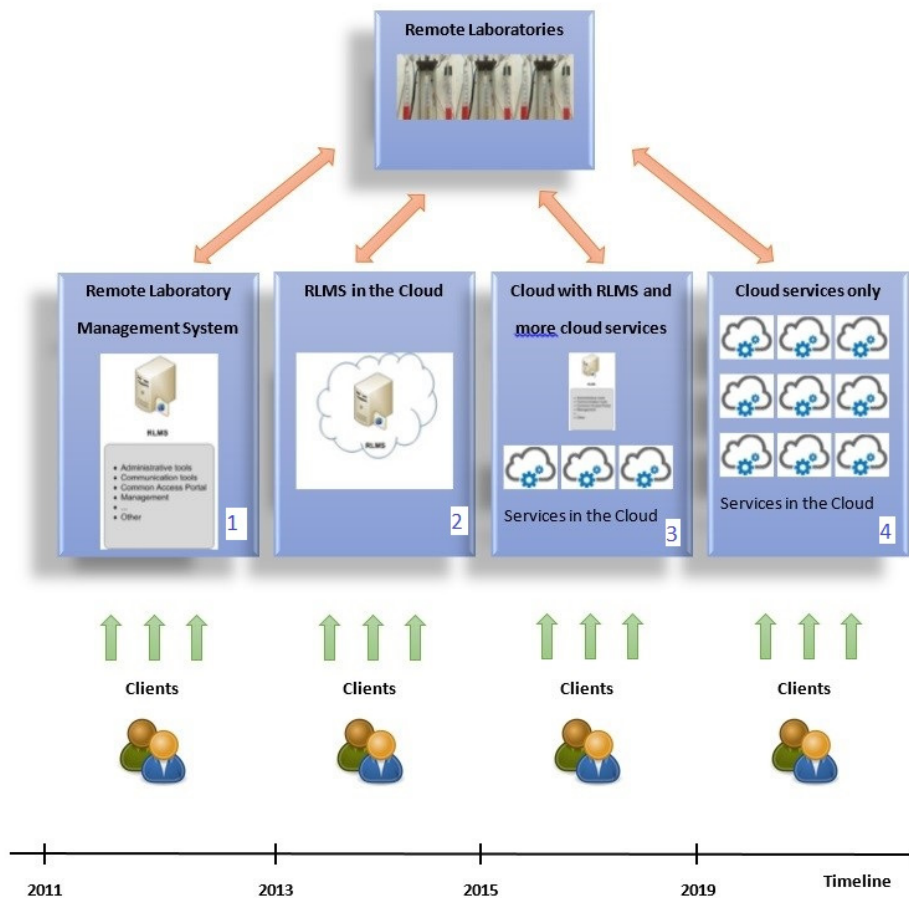 Remote Laboratories
Remote Laboratory
Management System
RLMS
• Administrative tools
• Communication tools
• Common Access Portal
• Management
• ...
• Other
1
RLMS in the Cloud
RLMS
2
Cloud with RLMS and
more cloud services
Services in the Cloud
3
Cloud services only
Services in the Cloud
4
Clients
Clients
Clients
Clients
2011
2013
2015
2019
Timeline